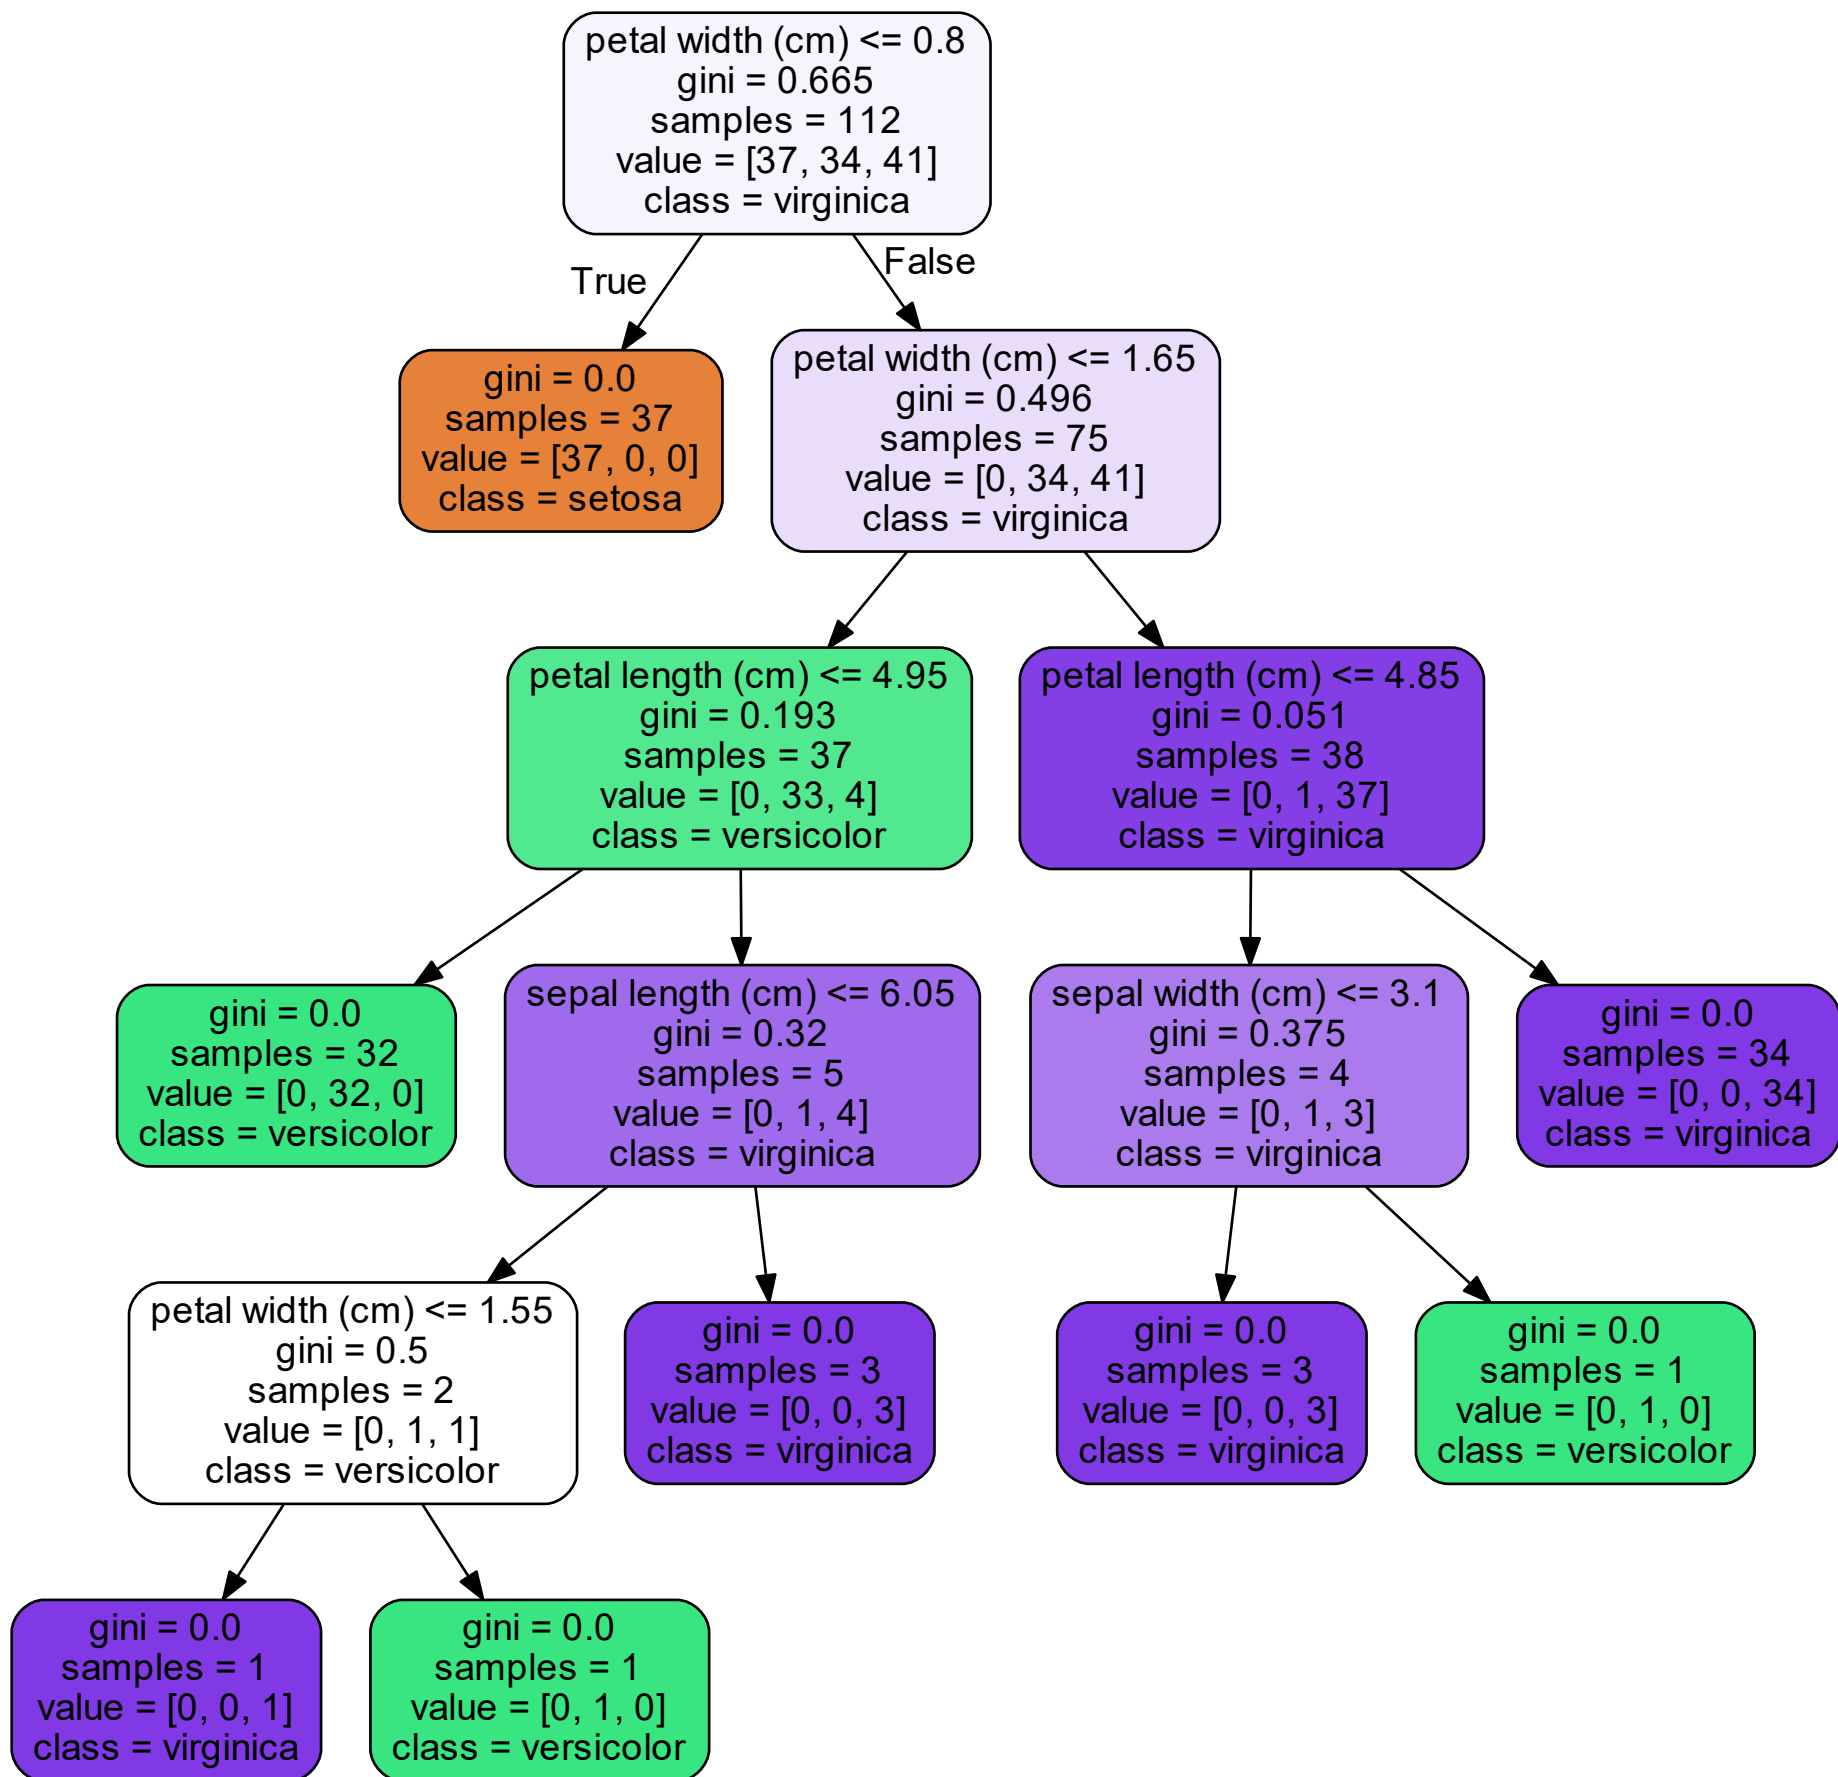 petal width (cm) <= 0.8
gini = 0.665
samples = 112
value = [37, 34, 41]
class = virginica
True
False
gini = 0.0
samples = 37
value = [37, 0, 0]
class = setosa
petal width (cm) <= 1.65
gini = 0.496
samples = 75
value = [0, 34, 41]
class = virginica
petal length (cm) <= 4.95
gini = 0.193
samples = 37
value = [0, 33, 4]
class = versicolor
petal length (cm) <= 4.85
gini = 0.051
samples = 38
value = [0, 1, 37]
class = virginica
gini = 0.0
samples = 32
value = [0, 32, 0]
class = versicolor
sepal length (cm) <= 6.05
gini = 0.32
samples = 5
value = [0, 1, 4]
class = virginica
sepal width (cm) <= 3.1
gini = 0.375
samples = 4
value = [0, 1, 3]
class = virginica
gini = 0.0
samples = 34
value = [0, 0, 34]
class = virginica
petal width (cm) <= 1.55
gini = 0.5
samples = 2
value = [0, 1, 1]
class = versicolor
gini = 0.0
samples = 3
value = [0, 0, 3]
class = virginica
gini = 0.0
samples = 3
value = [0, 0, 3]
class = virginica
gini = 0.0
samples = 1
value = [0, 1, 0]
class = versicolor
gini = 0.0
samples = 1
value = [0, 0, 1]
class = virginica
gini = 0.0
samples = 1
value = [0, 1, 0]
class = versicolor